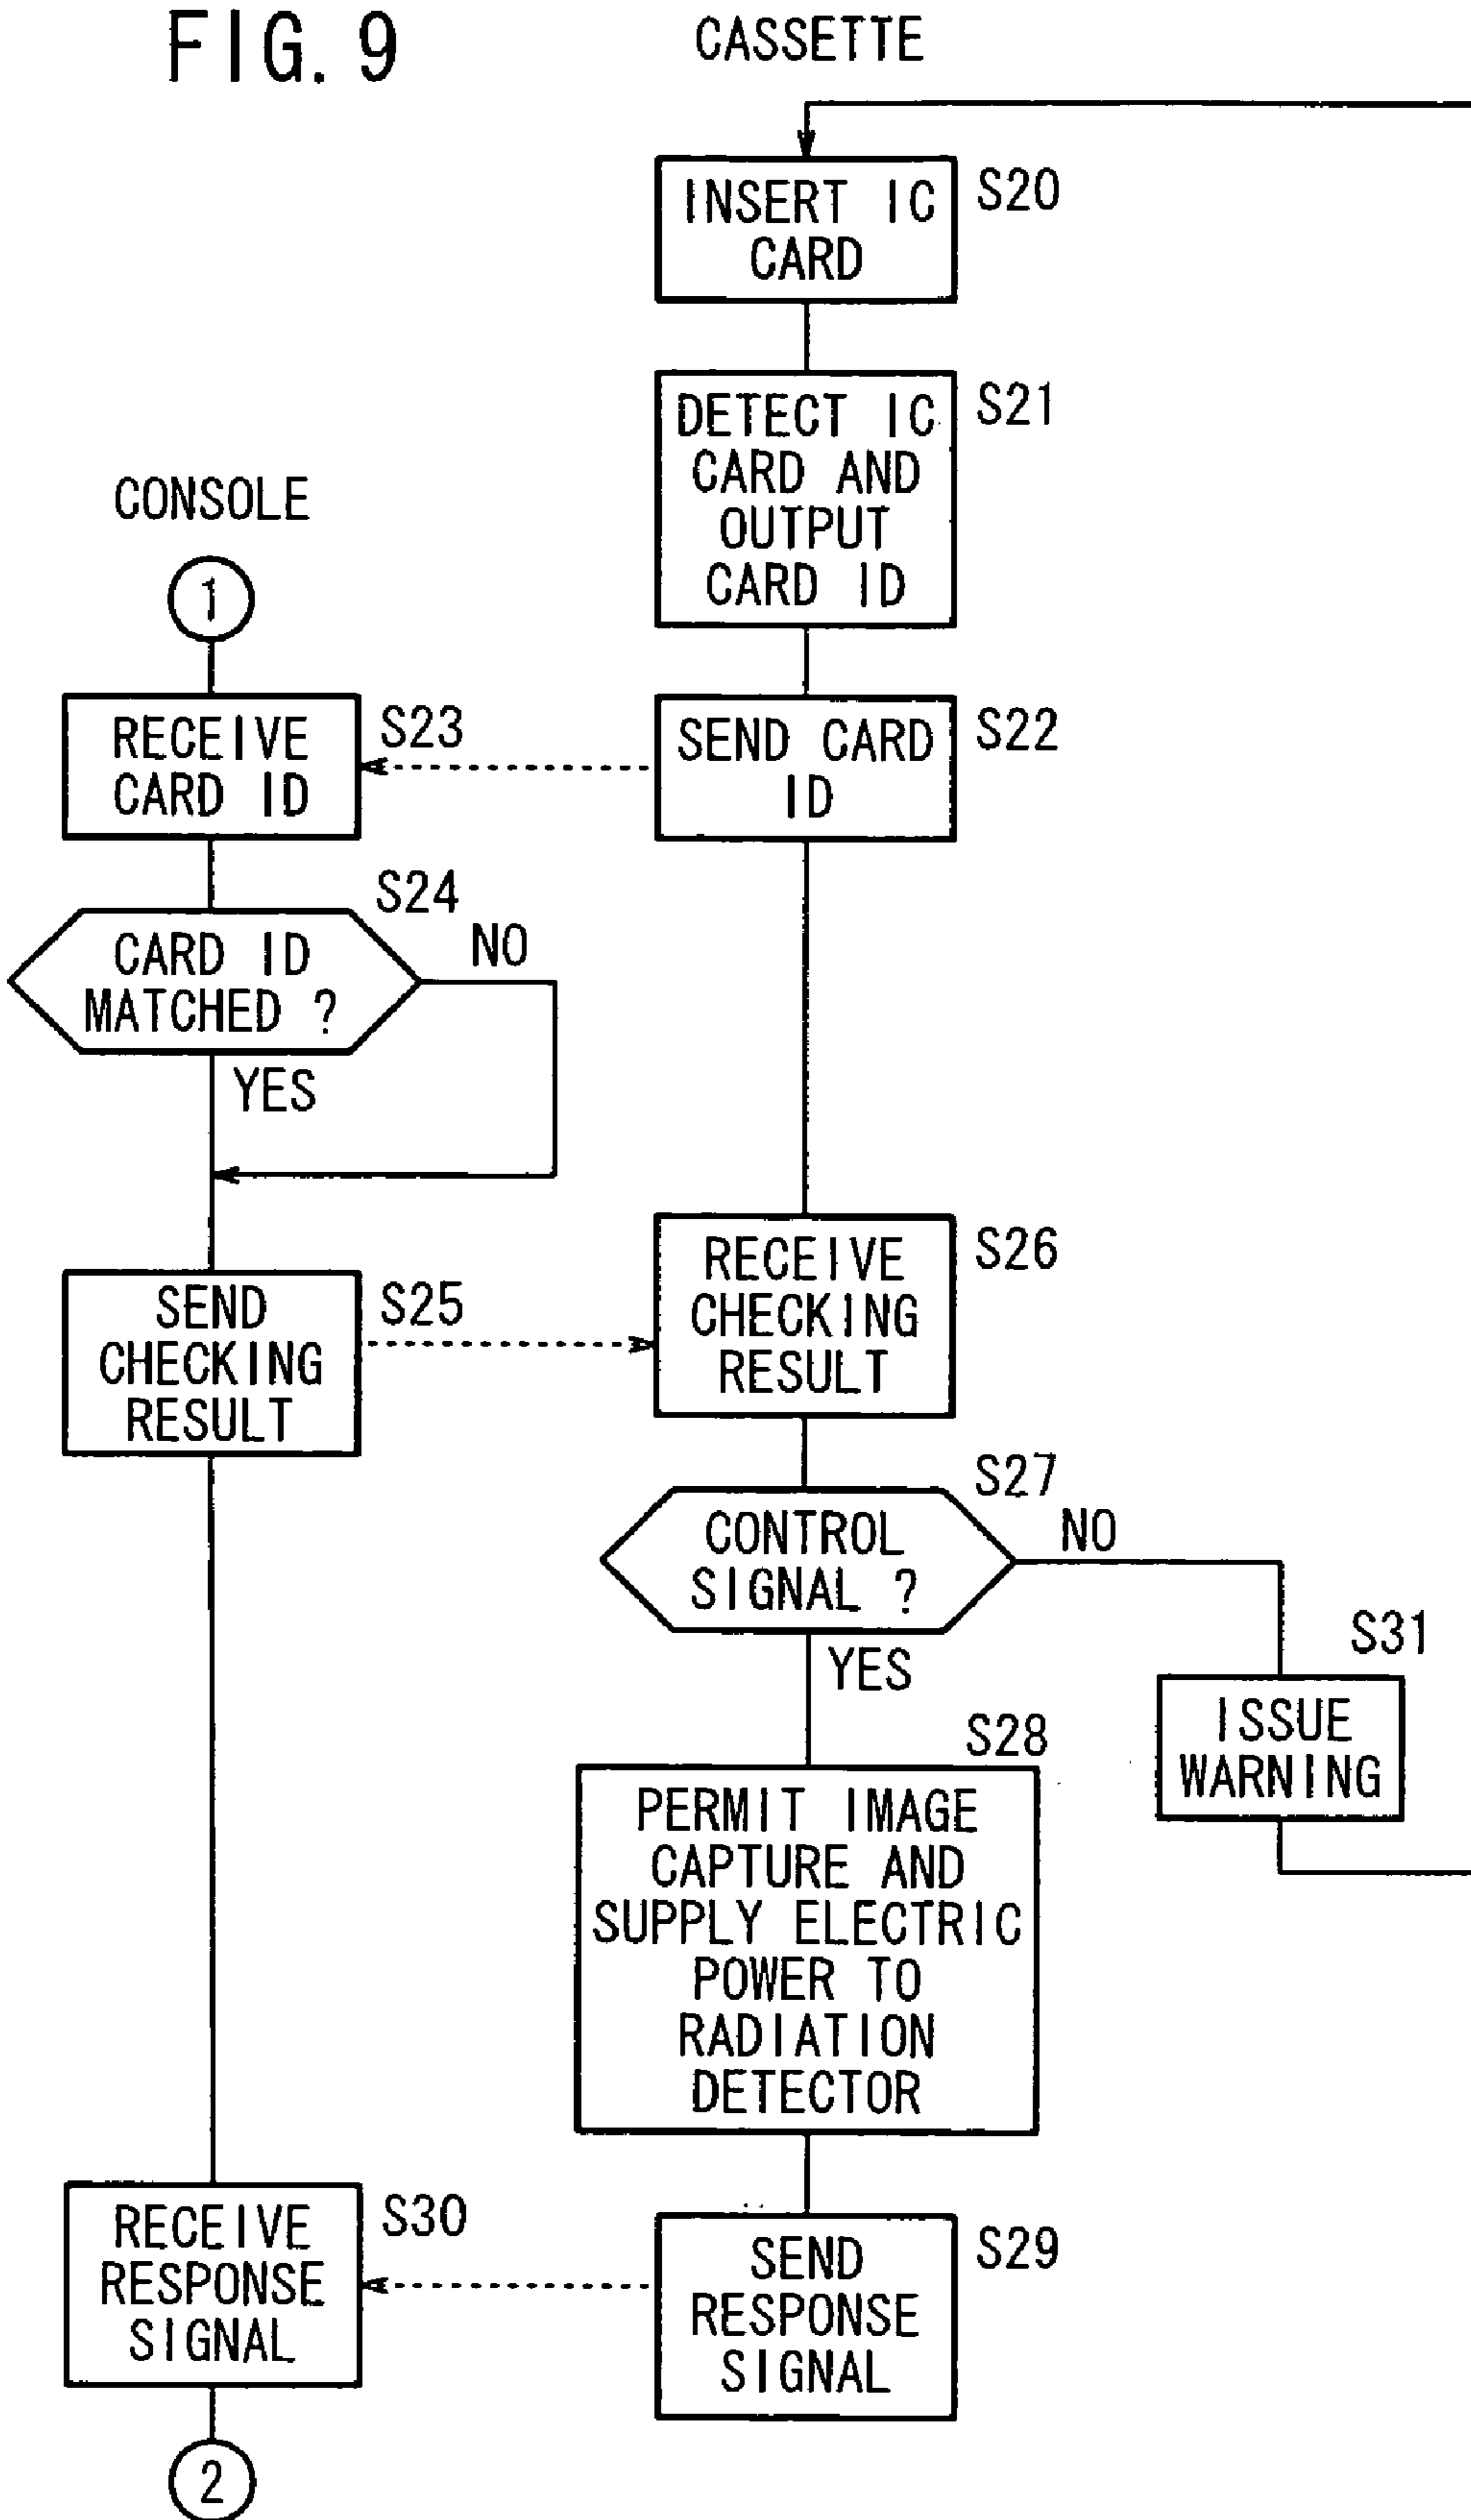 FIG. 9
CASSETTE
INSERT IC
CARD
S20
DETECT IC
CARD AND
OUTPUT
CARD ID
S21
CONSOLE
1
RECEIVE
CARD ID
S23
SEND CARD
ID
S22
S24
CARD ID
MATCHED ?
NO
YES
RECEIVE
CHECKING
RESULT
S26
SEND
CHECKING
RESULT
S25
S27
CONTROL
SIGNAL ?
NO
YES
S31
ISSUE
WARNING
S28
PERMIT IMAGE
CAPTURE AND
SUPPLY ELECTRIC
POWER TO
RADIATION
DETECTOR
RECEIVE
RESPONSE
SIGNAL
S30
SEND
RESPONSE
SIGNAL
S29
2